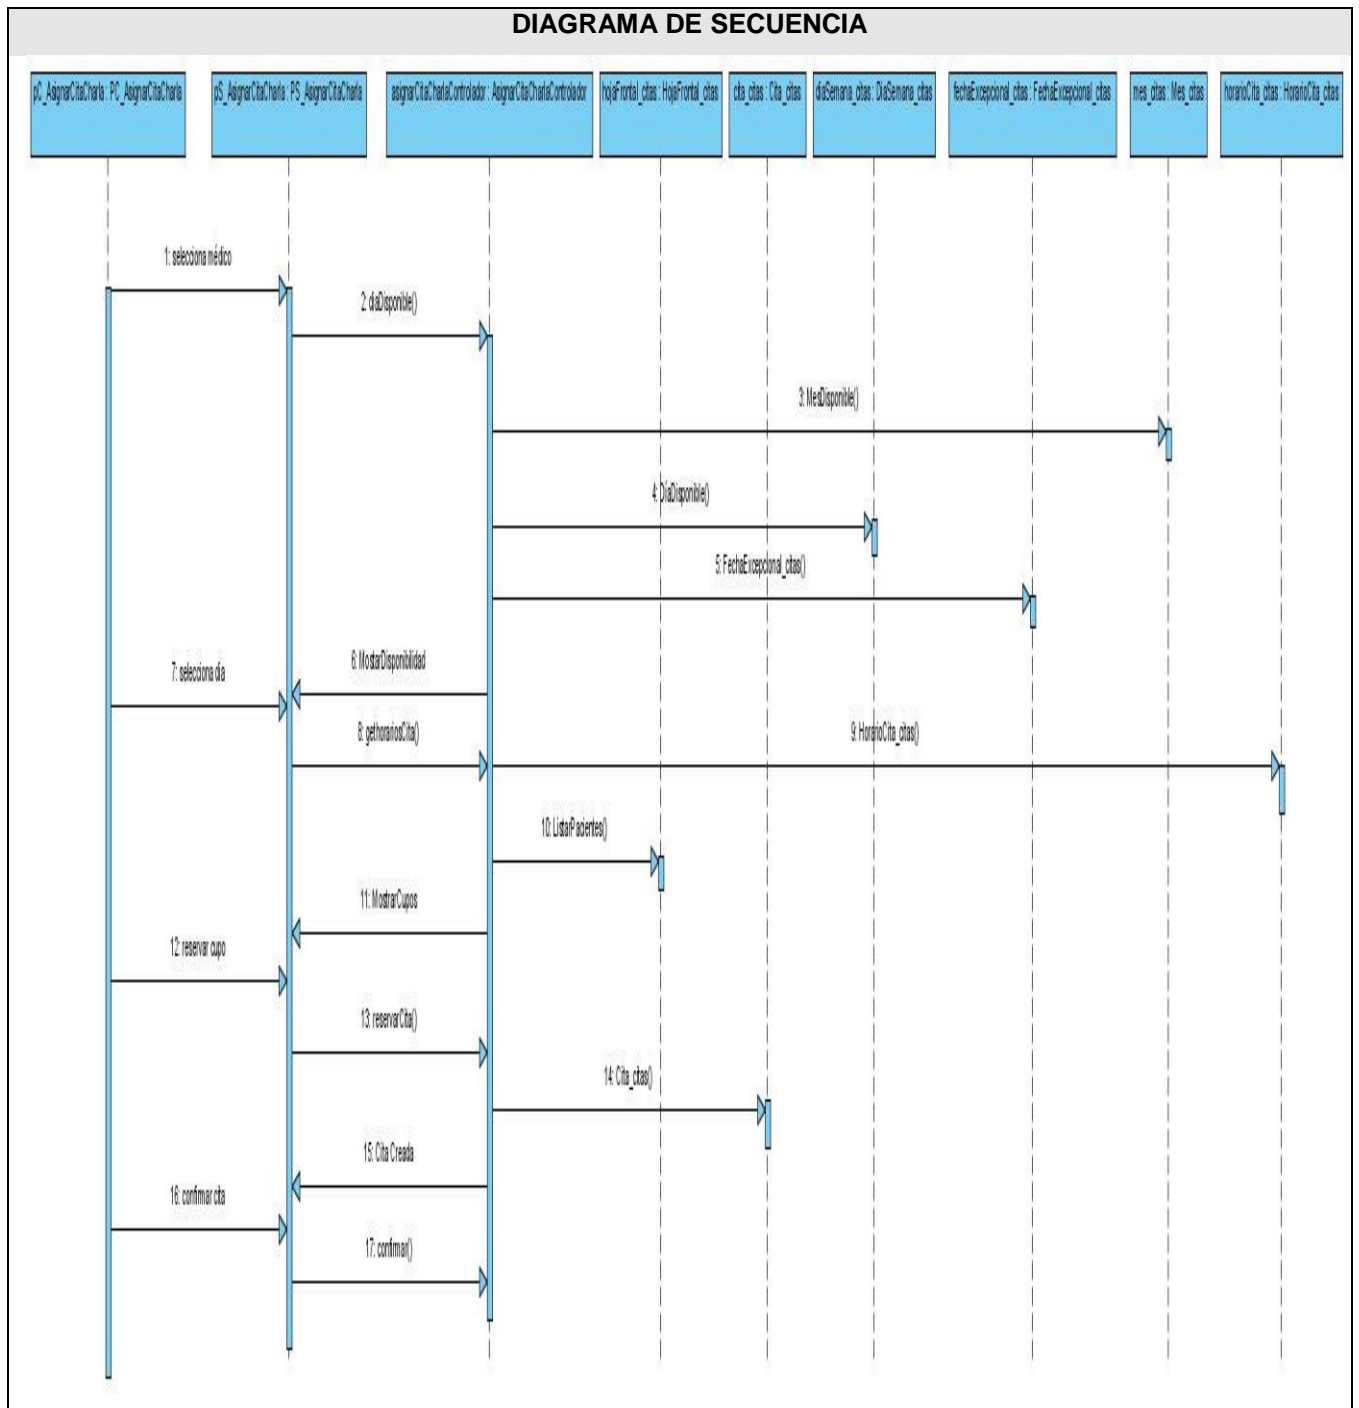 DIAGRAMA DE SECUENCIA
pC_AsignarCitaCharla : PC_AsignarCitaCharla
pS_AsignarCitaCharla : PS_AsignarCitaCharla
asignarCitaCharlaControlador : AsignarCitaCharlaControlador
hojaFrontal_citas : HojaFrontal_citas
cita_citas : Cita_citas
diaSemana_citas : DiaSemana_citas
fechaExcepcional_citas : FechaExcepcional_citas
mes_citas : Mes_citas
horarioCita_citas : HorarioCita_citas
1: selecciona médico
2: diaDisponible()
3: MesDisponible()
4: DíaDisponible()
5: FechaExcepcional_citas()
6: MostarDisponibilidad
7: selecciona día
8: gethorariosCita()
9: HorarioCita_citas()
10: ListarPacientes()
11: MostrarCupos
12: reservar cupo
13: reservarCita()
14: Cita_citas()
15: Cita Creada
16: confirmar cita
17: confirmar()